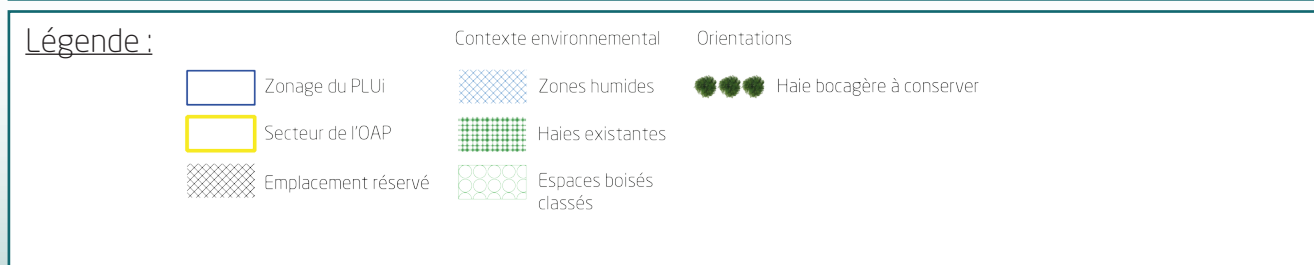 Légende :
Zonage du PLUi
Secteur de l'OAP
Emplacement réservé
Contexte environnemental
Zones humides
Haies existantes
Espaces boisés
classés
Orientations
Haie bocagère à conserver